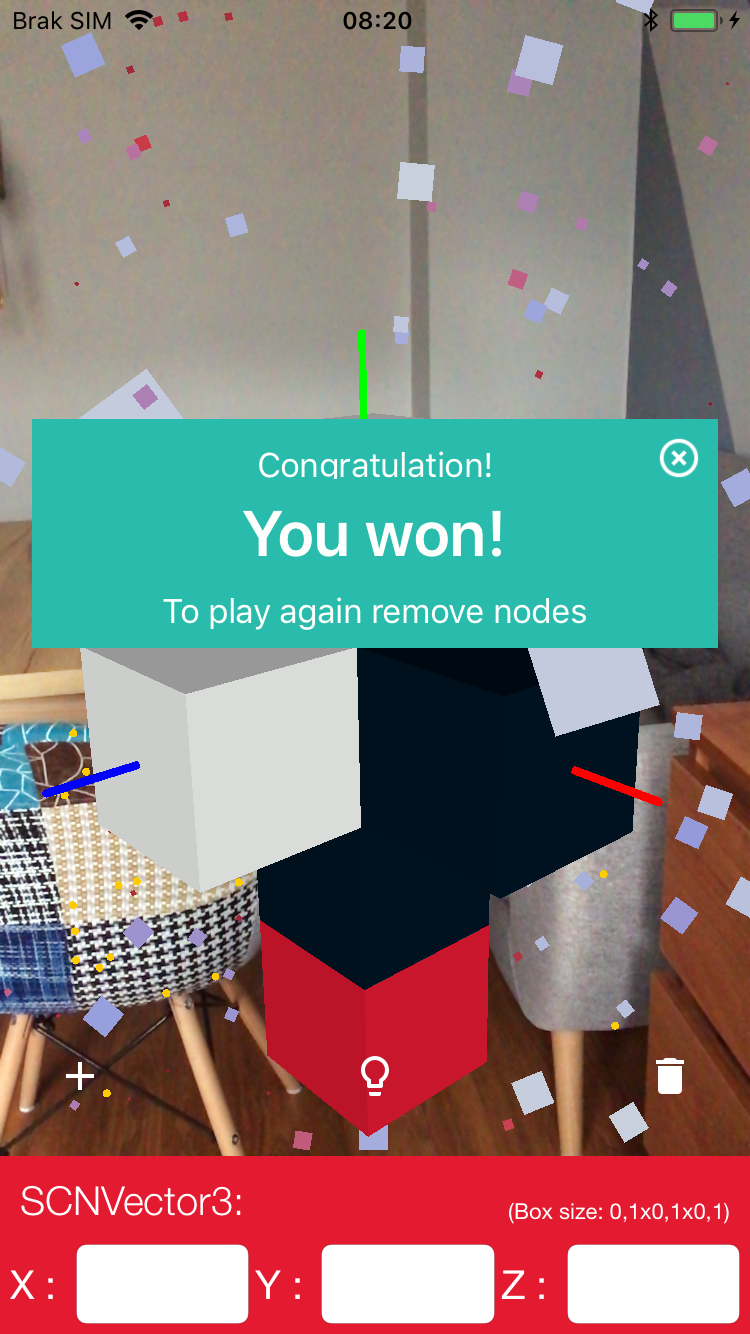 Brak SIM 08:20
Congratulation!
You won!
To play again remove nodes
SCNVector3:
(Box size: 0,1x0,1x0,1)
X : Y : Z :